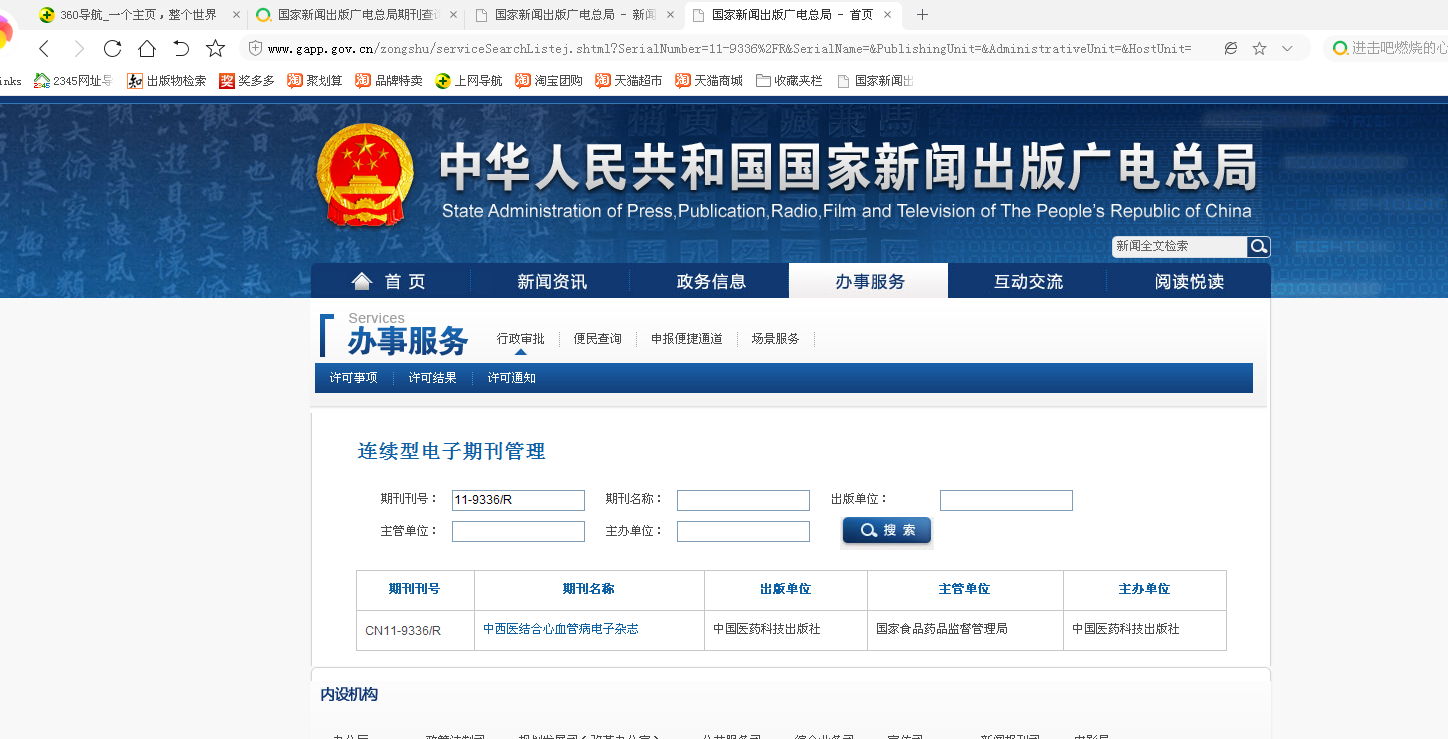 360导航_一个主页，整个世界
国家新闻出版广电总局期刊查
国家新闻出版广电总局 - 新闻
国家新闻出版广电总局 - 首页
www.gapp.gov.cn/zongshu/serviceSearchListej.shtml?SerialNumber=11-9336%2FR&SerialName=&PublishingUnit=&AdministrativeUnit=&HostUnit=
进击吧燃烧的心
inks 2345网址导 出版物检索 奖多多 聚划算 品牌特卖 上网导航 淘宝团购 天猫超市 天猫商城 收藏夹栏 国家新闻出
中华人民共和国国家新闻出版广电总局
State Administration of Press,Publication,Radio,Film and Television of The People's Republic of China
新闻全文检索
首页 新闻资讯 政务信息 办事服务 互动交流 阅读悦读
Services
办事服务 行政审批 便民查询 申报便捷通道 场景服务
许可事项 许可结果 许可通知
连续型电子期刊管理
期刊刊号： 11-9336/R 期刊名称： 出版单位：
主管单位： 主办单位： 搜索
期刊刊号 期刊名称 出版单位 主管单位 主办单位
CN11-9336/R 中西医结合心血管病电子杂志 中国医药科技出版社 国家食品药品监督管理局 中国医药科技出版社
内设机构